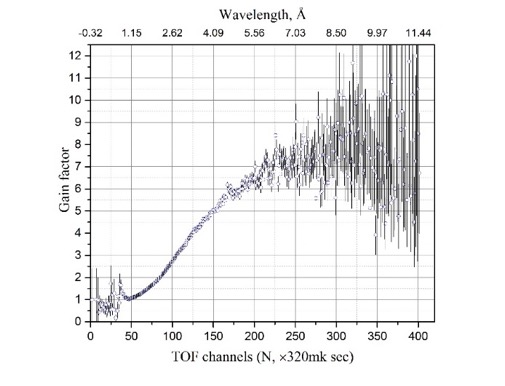 Wavelength, Å
-0.32 1.15 2.62 4.09 5.56 7.03 8.50 9.97 11.44
12
11
10
9
8
7
6
5
4
3
2
1
0
Gain factor
0 50 100 150 200 250 300 350 400
TOF channels (N, ×320mk sec)